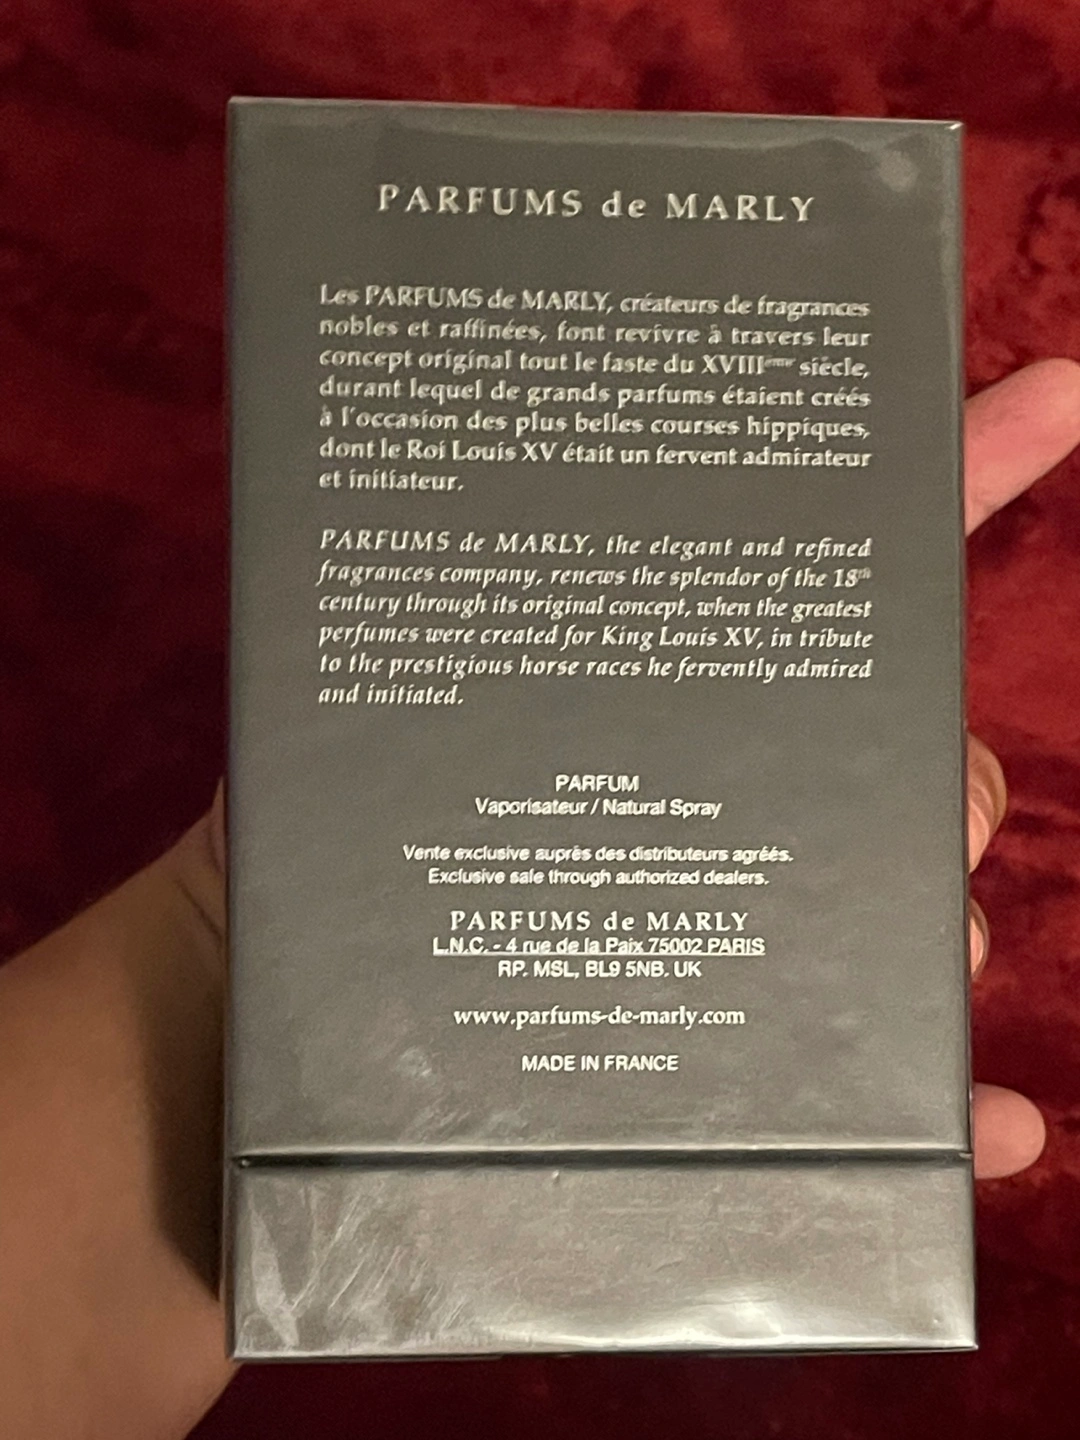 PARFUMS de MARLY
Les PARFUMS de MARLY, créateurs de fragrances
nobles et raffinées, font revivre à travers leur
concept original tout le faste du XVIIIeme siècle,
durant lequel de grands parfums étaient créés
à l'occasion des plus belles courses hippiques,
dont le Roi Louis XV était un fervent admirateur
et initiateur.
PARFUMS de MARLY, the elegant and refined
fragrances company, renews the splendor of the 18th
century through its original concept, when the greatest
perfumes were created for King Louis XV, in tribute
to the prestigious horse races he fervently admired
and initiated.
PARFUM
Vaporisateur / Natural Spray
Vente exclusive auprès des distributeurs agréés.
Exclusive sale through authorized dealers.
PARFUMS de MARLY
L.N.C. - 4 rue de la Paix 75002 PARIS
RP. MSL, BL9 5NB. UK
www.parfums-de-marly.com
MADE IN FRANCE